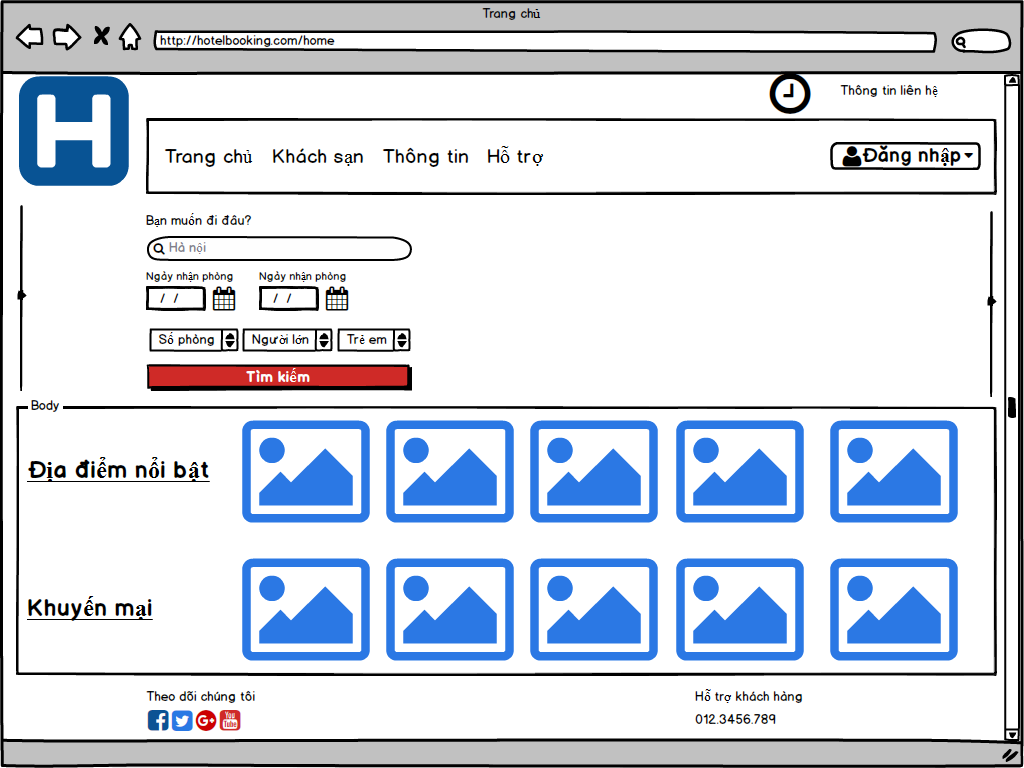 Trang chủ
http://hotelbooking.com/home
H
Thông tin liên hệ
Trang chủ Khách sạn Thông tin Hỗ trợ Đăng nhập
Bạn muốn đi đâu?
Hà nội
Ngày nhận phòng Ngày nhận phòng
/ / / /
Số phòng Người lớn Trẻ em
Tìm kiếm
Body
Địa điểm nổi bật
Khuyến mại
Theo dõi chúng tôi Hỗ trợ khách hàng
f G+ You Tube 012.3456.789